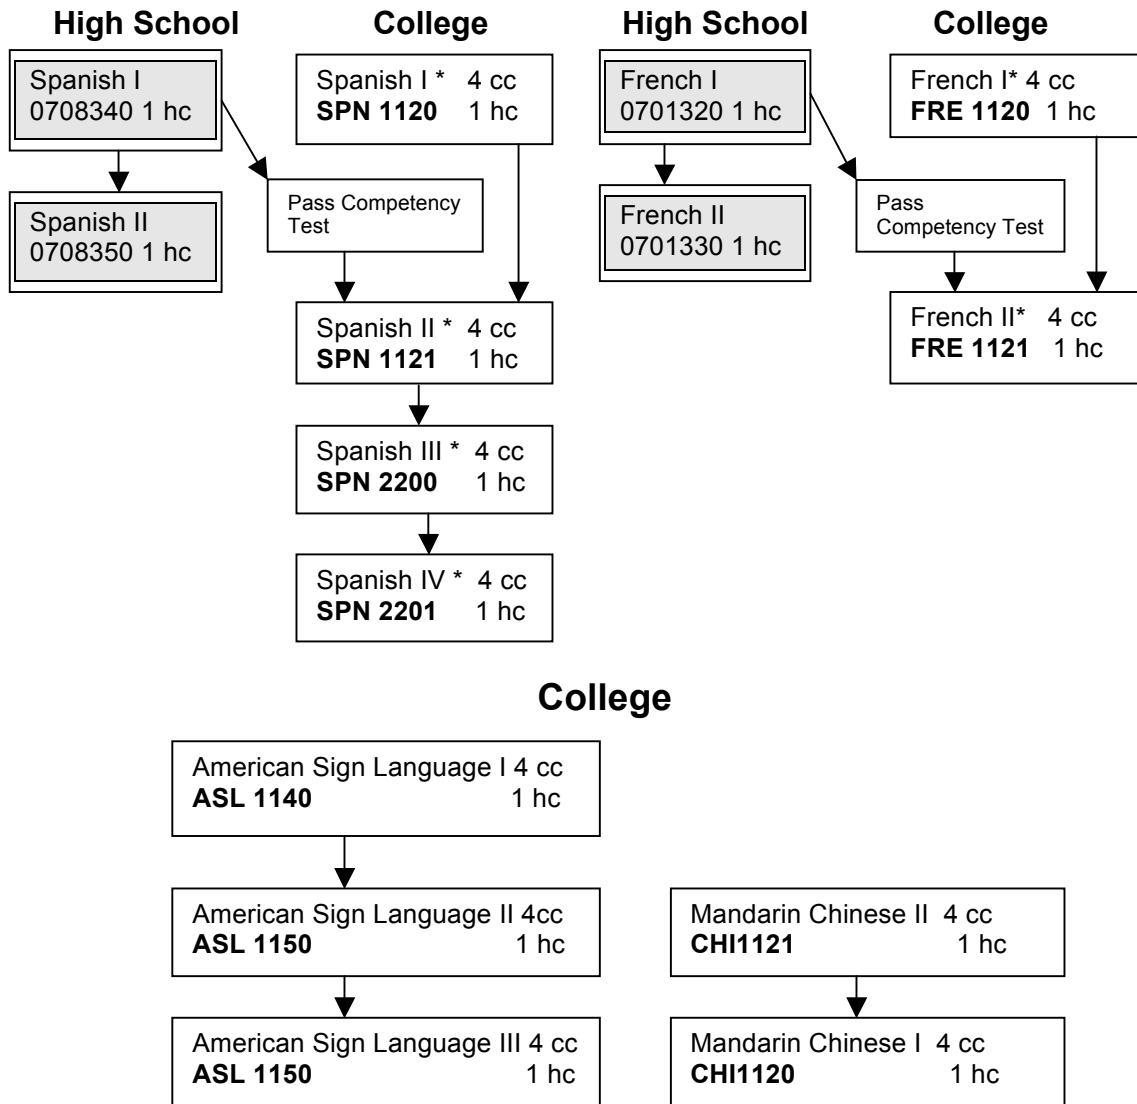 High School
College
High School
College
Spanish I
0708340 1 hc
Spanish I * 4 cc
SPN 1120 1 hc
French I
0701320 1 hc
French I* 4 cc
FRE 1120 1 hc
Spanish II
0708350 1 hc
Pass Competency
Test
French II
0701330 1 hc
Pass
Competency Test
Spanish II * 4 cc
SPN 1121 1 hc
French II* 4 cc
FRE 1121 1 hc
Spanish III * 4 cc
SPN 2200 1 hc
Spanish IV * 4 cc
SPN 2201 1 hc
College
American Sign Language I 4 cc
ASL 1140 1 hc
American Sign Language II 4cc
ASL 1150 1 hc
Mandarin Chinese II 4 cc
CHI1121 1 hc
American Sign Language III 4 cc
ASL 1150 1 hc
Mandarin Chinese I 4 cc
CHI1120 1 hc